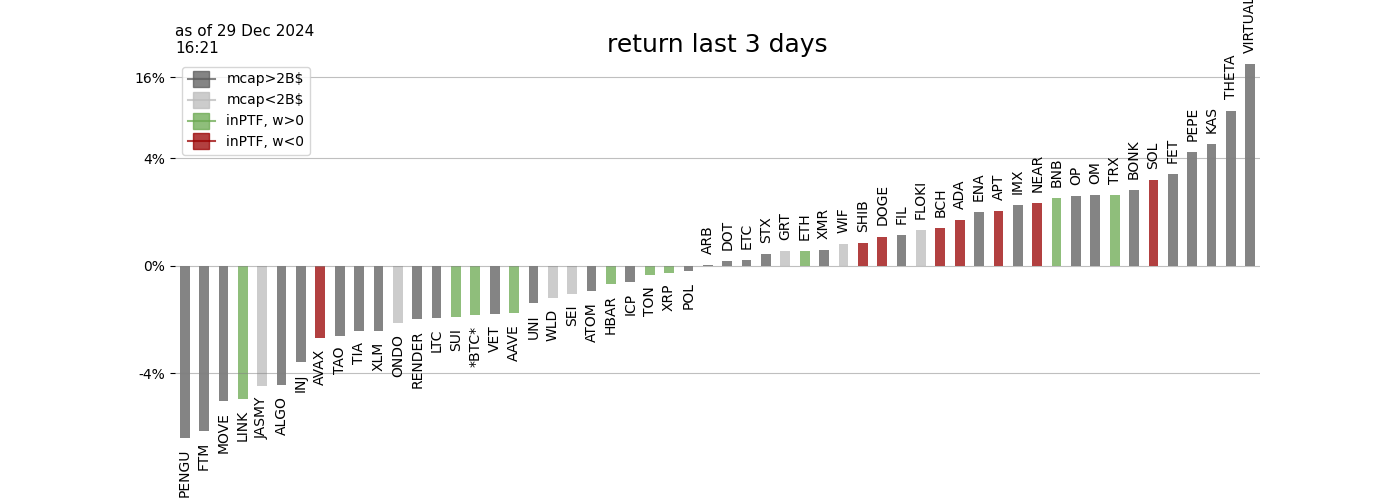 as of 29 Dec 2024
16:21
return last 3 days
mcap>2B$
mcap<2B$
inPTF, w>0
inPTF, w<0
16%
4%
0%
-4%
PENGU
FTM
MOVE
LINK
JASMY
ALGO
INJ
AVAX
TAO
TIA
XLM
ONDO
RENDER
LTC
SUI
*BTC*
VET
AAVE
UNI
WLD
SEI
ATOM
HBAR
ICP
TON
XRP
POL
ARB
DOT
ETC
STX
GRT
ETH
XMR
WIF
SHIB
DOGE
FIL
FLOKI
BCH
ADA
ENA
APT
IMX
NEAR
BNB
OP
OM
TRX
BONK
SOL
FET
PEPE
KAS
THETA
VIRTUAL